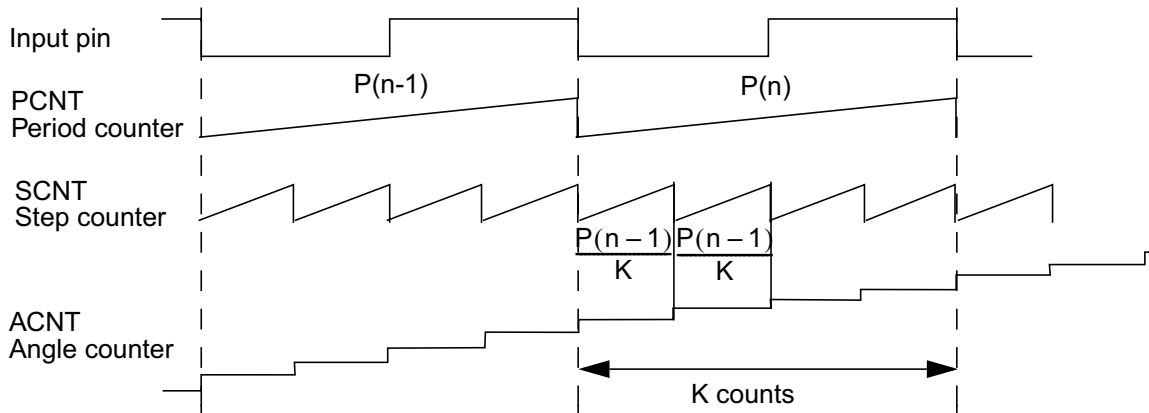 Input pin
P(n-1)
P(n)
PCNT
Period counter
SCNT
Step counter
P(n – 1)
K
P(n – 1)
K
ACNT
Angle counter
K counts